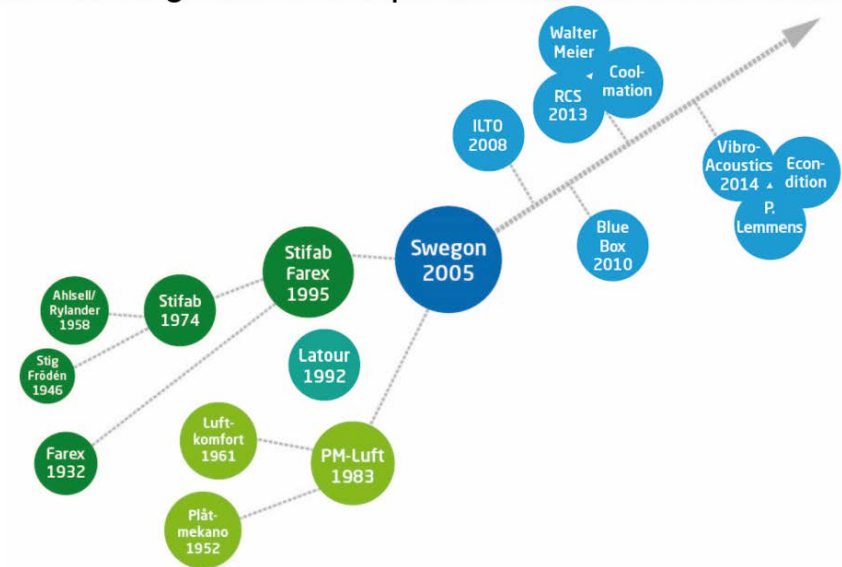 Walter
Meier
Cool-
mation
RCS
2013
ILTO
2008
Vibro-
Acoustics
2014
Econ-
dition
P.
Lemmens
Blue
Box
2010
Swegon
2005
Stifab
Farex
1995
Ahlsell/
Rylander
1958
Stifab
1974
Stig
Frödén
1946
Latour
1992
Farex
1932
Luft-
komfort
1961
PM-Luft
1983
Plåt-
mekano
1952